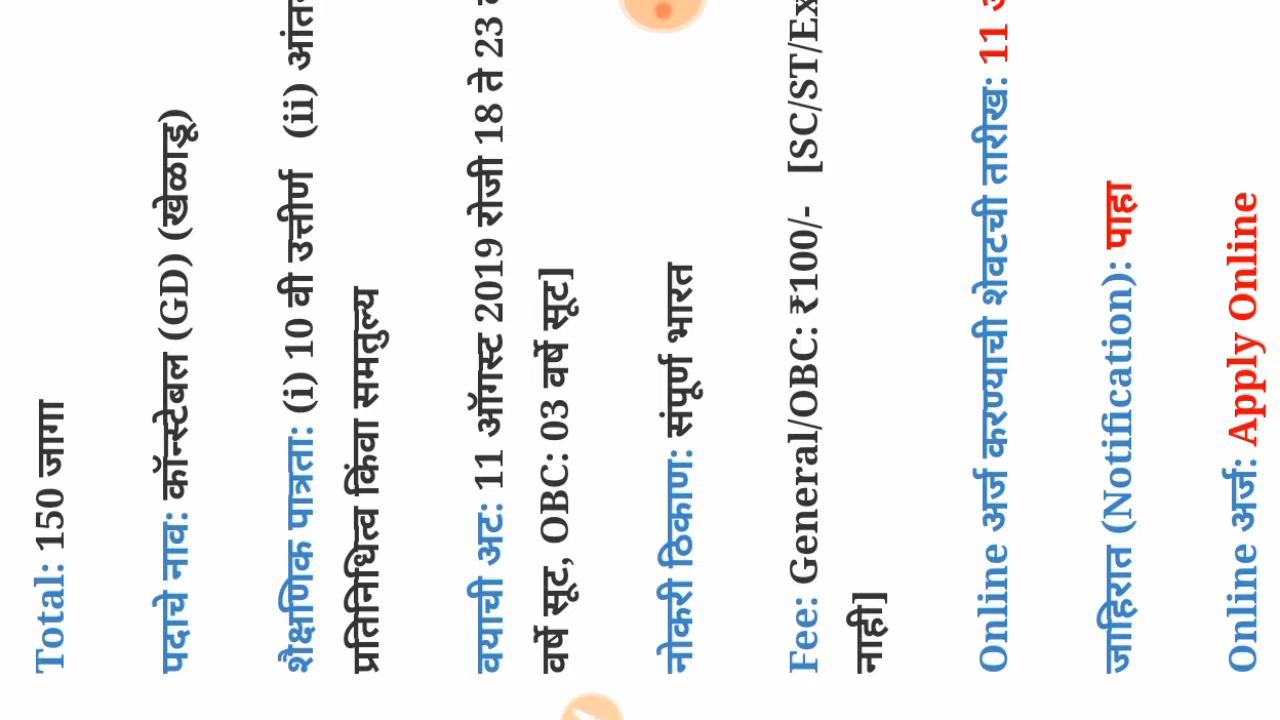 Total: 150 जागा
पदाचे नाव: कॉन्स्टेबल (GD) (खेळाडू)
शैक्षणिक पात्रता: (i) 10 वी उत्तीर्ण (ii)
प्रतिनिधित्व किंवा समतुल्य
वयाची अट: 11 ऑगस्ट 2019 रोजी 18 ते 23
वर्षे सूट, OBC: 03 वर्षे सूट]
नोकरी ठिकाण: संपूर्ण भारत
Fee: General/OBC: ₹100/- [SC/ST/Ex
नाही]
Online अर्ज करण्याची शेवटची तारीख: 11
जाहिरात (Notification): पाहा
Online अर्ज: Apply Online